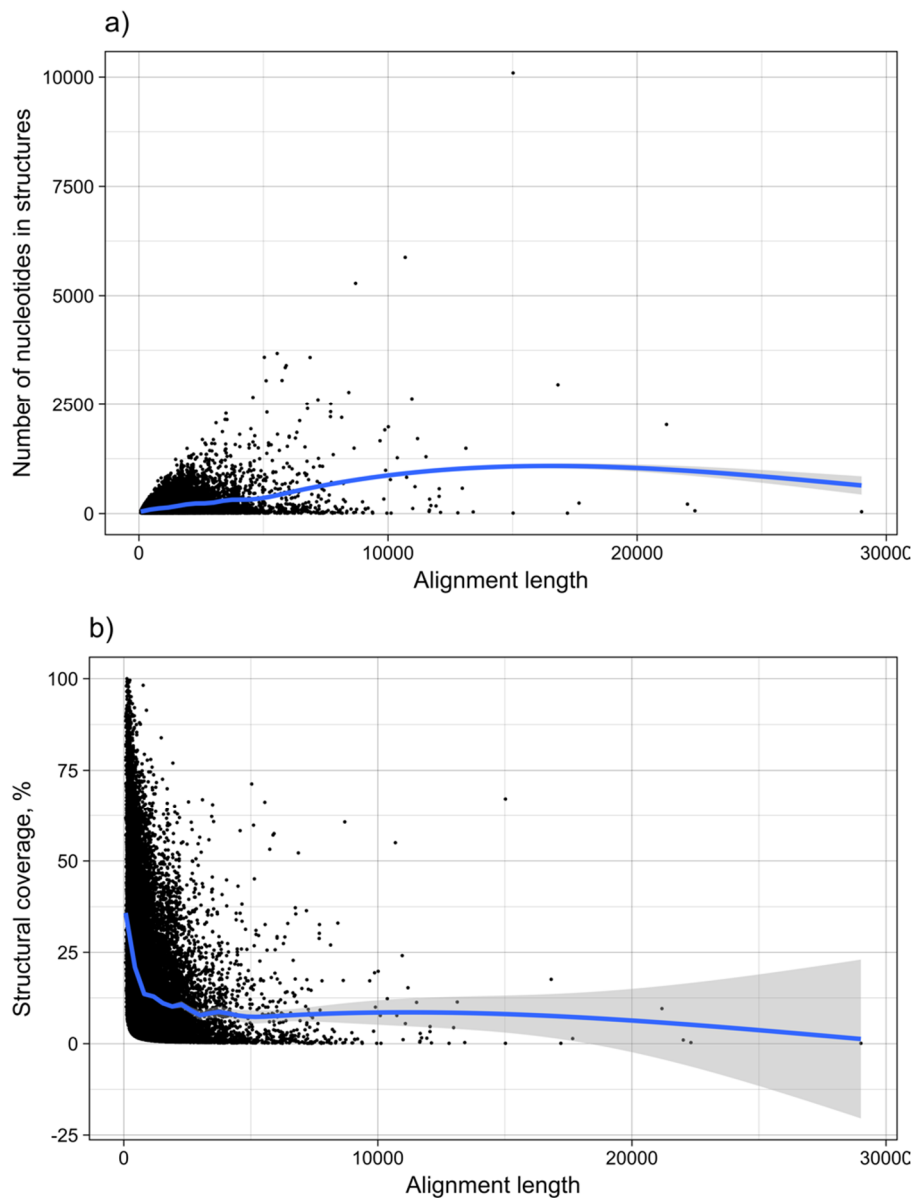 a)
10000
7500
5000
2500
0
Number of nucleotides in structures
0 10000 20000 30000
Alignment length
b)
100
75
50
25
0
-25
Structural coverage, %
0 10000 20000 30000
Alignment length